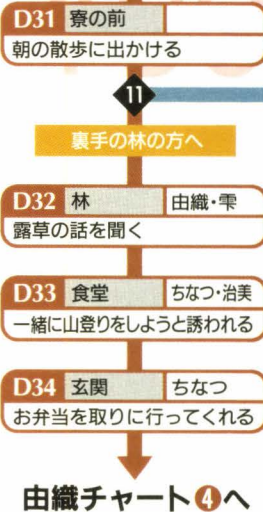 D31 寮の前
朝の散歩に出かける
11
裏手の林の方へ
D32 林 由織・雫
露草の話を聞く
D33 食堂 ちなつ・治美
一緒に山登りをしようと誘われる
D34 玄関 ちなつ
お弁当を取りに行ってくれる
由織チャート❹へ